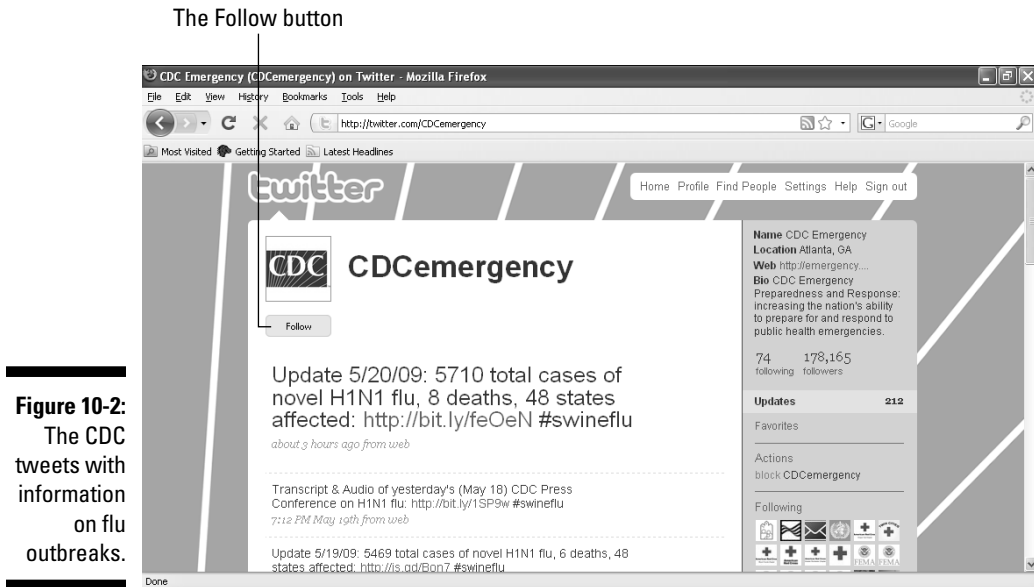 The Follow button
CDC Emergency (CDCemergency) on Twitter - Mozilla Firefox
File Edit View History Bookmarks Tools Help
http://twitter.com/CDCemergency
G Google
Most Visited Getting Started Latest Headlines
twitter
Home Profile Find People Settings Help Sign out
CDC
CDCemergency
Follow
Update 5/20/09: 5710 total cases of
novel H1N1 flu, 8 deaths, 48 states
affected: http://bit.ly/feOeN #swineflu
about 3 hours ago from web
Transcript & Audio of yesterday's (May 18) CDC Press
Conference on H1N1 flu: http://bit.ly/1SP9w #swineflu
7:12 PM May 19th from web
Update 5/19/09: 5469 total cases of novel H1N1 flu, 6 deaths, 48
states affected: http://is.gd/Bon7 #swineflu
Name CDC Emergency
Location Atlanta, GA
Web http://emergency....
Bio CDC Emergency
Preparedness and Response:
increasing the nation's ability
to prepare for and respond to
public health emergencies.
74 178,165
following followers
Updates 212
Favorites
Actions
block CDCemergency
Following
FEMA FEMA
Done
Figure 10-2:
The CDC
tweets with
information
on flu
outbreaks.